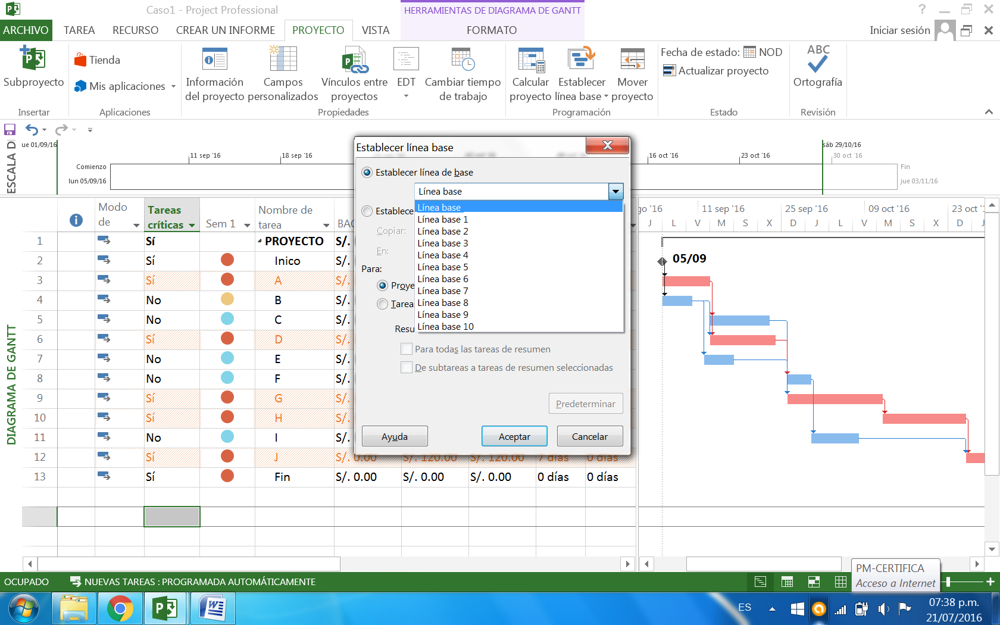 Caso1 - Project Professional
HERRAMIENTAS DE DIAGRAMA DE GANTT
ARCHIVO TAREA RECURSO CREAR UN INFORME PROYECTO VISTA FORMATO
Iniciar sesión
Subproyecto
Tienda
Mis aplicaciones
Información del proyecto
Campos personalizados
Vínculos entre proyectos
EDT
Cambiar tiempo de trabajo
Calcular proyecto
Establecer línea base
Mover proyecto
Fecha de estado: NOD
Actualizar proyecto
ABC
Ortografía
Insertar Aplicaciones Propiedades Programación Estado Revisión
ESCALA D
ue 01/09/16
11 sep '16 18 sep '16 16 oct '16 23 oct '16 30 oct '16
sáb 29/10/16
Comienzo
lun 05/09/16
Fin
jue 03/11/16
Establecer línea base
Establecer línea de base
Línea base
Línea base
Línea base 1
Línea base 2
Línea base 3
Línea base 4
Línea base 5
Línea base 6
Línea base 7
Línea base 8
Línea base 9
Línea base 10
Establece
Copiar:
En:
Para:
Proye
Tarea
Resu
Para todas las tareas de resumen
De subtareas a tareas de resumen seleccionadas
Predeterminar
Ayuda Aceptar Cancelar
DIAGRAMA DE GANTT
Modo de
Tareas críticas
Sem 1
Nombre de tarea
BAC
1 Sí PROYECTO S/.
2 Sí Inico S/.
3 Sí A S/.
4 No B S/.
5 No C S/.
6 Sí D S/.
7 No E S/.
8 No F S/.
9 Sí G S/.
10 Sí H S/.
11 No I S/.
12 Sí J S/. 0.00 S/. 120.00 S/. 120.00 7 días 0 días
13 Sí Fin S/. 0.00 S/. 0.00 S/. 0.00 0 días 0 días
go '16 11 sep '16 25 sep '16 09 oct '16 23 oct '
J L V M S X D J L V M S X D J
05/09
PM-CERTIFICA
Acceso a Internet
OCUPADO NUEVAS TAREAS : PROGRAMADA AUTOMÁTICAMENTE
ES
07:38 p.m.
21/07/2016